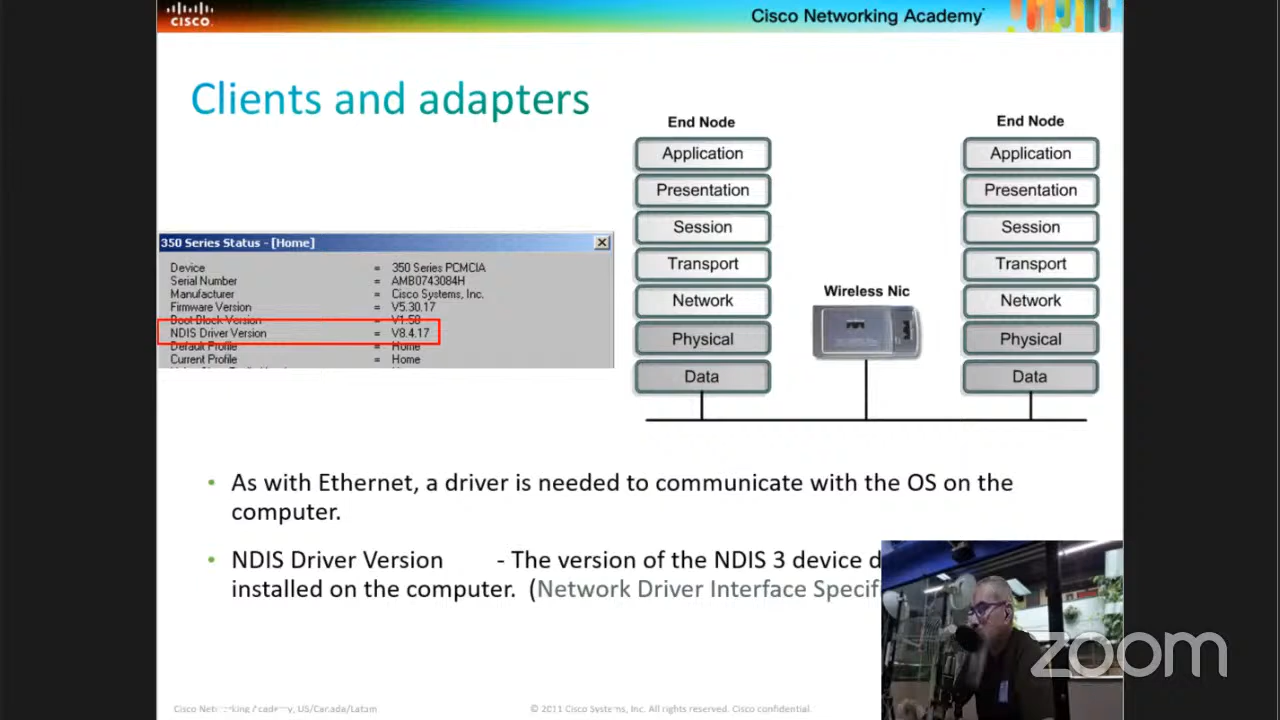 CISCO
Cisco Networking Academy
Clients and adapters
End Node
End Node
Application
Presentation
Session
Transport
Network
Physical
Data
Wireless Nic
Application
Presentation
Session
Transport
Network
Physical
Data
350 Series Status - [Home]
Device = 350 Series PCMCIA
Serial Number = AMB0743084H
Manufacturer = Cisco Systems, Inc.
Firmware Version = V5.30.17
Boot Block Version = V1.58
NDIS Driver Version = V8.4.17
Default Profile = Home
Current Profile = Home
• As with Ethernet, a driver is needed to communicate with the OS on the
computer.
• NDIS Driver Version - The version of the NDIS 3 device d
installed on the computer. (Network Driver Interface Specif
zoom
Cisco Networking Academy, US/Canada/Latam
© 2011 Cisco Systems, Inc. All rights reserved. Cisco confidential.